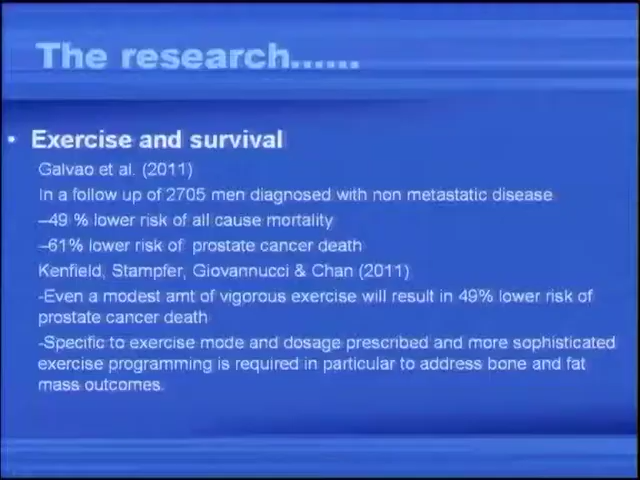 The research......
• Exercise and survival
Galvao et al. (2011)
In a follow up of 2705 men diagnosed with non metastatic disease
–49 % lower risk of all cause mortality
–61% lower risk of prostate cancer death
Kenfield, Stampfer, Giovannucci & Chan (2011)
-Even a modest amt of vigorous exercise will result in 49% lower risk of
prostate cancer death
-Specific to exercise mode and dosage prescribed and more sophisticated
exercise programming is required in particular to address bone and fat
mass outcomes.